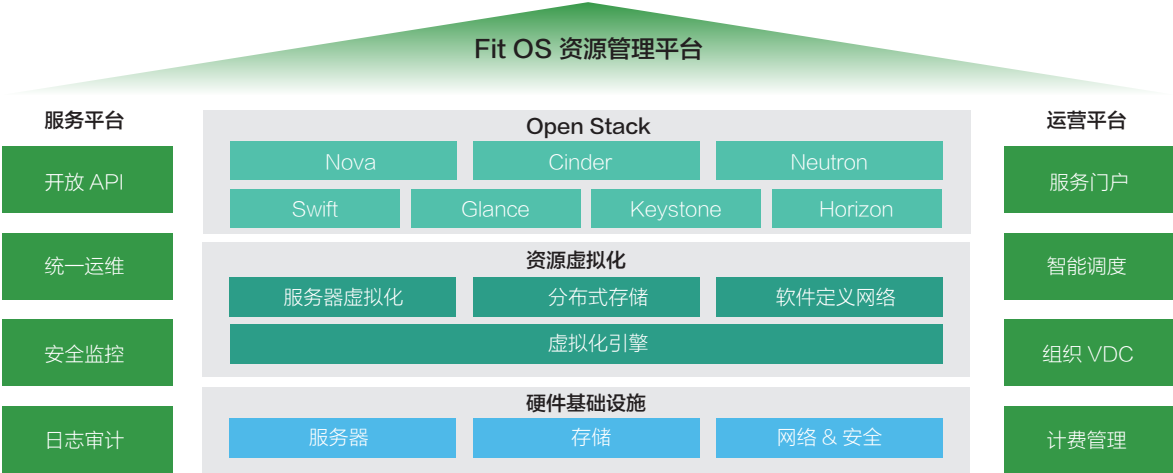 Fit OS 资源管理平台
服务平台
开放 API
统一运维
安全监控
日志审计
Open Stack
Nova
Cinder
Neutron
Swift
Glance
Keystone
Horizon
资源虚拟化
服务器虚拟化
分布式存储
软件定义网络
虚拟化引擎
硬件基础设施
服务器
存储
网络 & 安全
运营平台
服务门户
智能调度
组织 VDC
计费管理